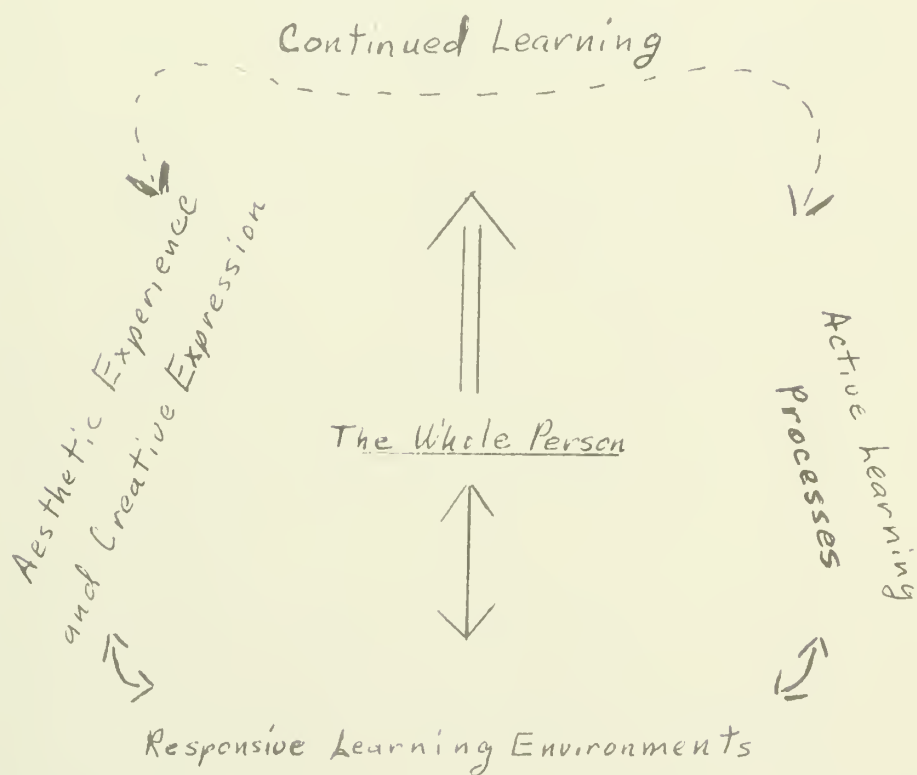 Continued Learning
Aesthetic Experience
and Creative Expression
The Whole Person
Active Learning
Processes
Responsive Learning Environments